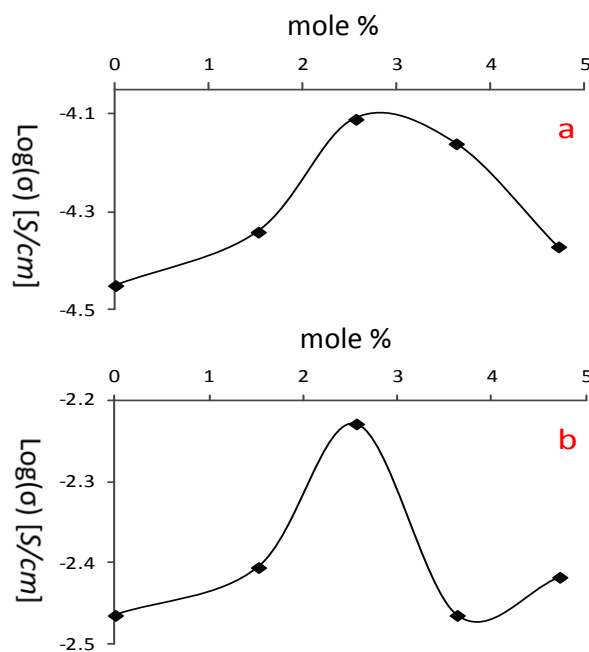 mole %
0 1 2 3 4 5
-4.1
a
-4.3
-4.5
Log(σ) [S/cm]
mole %
0 1 2 3 4 5
-2.2
b
-2.3
-2.4
-2.5
Log(σ) [S/cm]